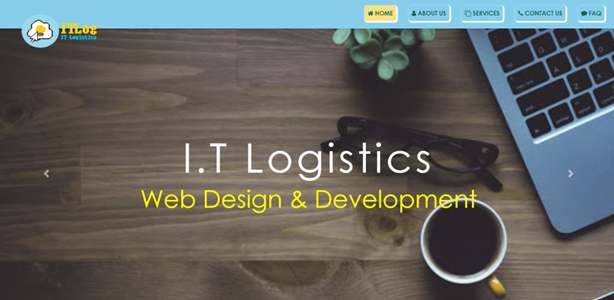 HOME
ABOUT US
SERVICES
CONTACT US
FAQ
ITLog
IT Logistics
I.T Logistics
Web Design & Development